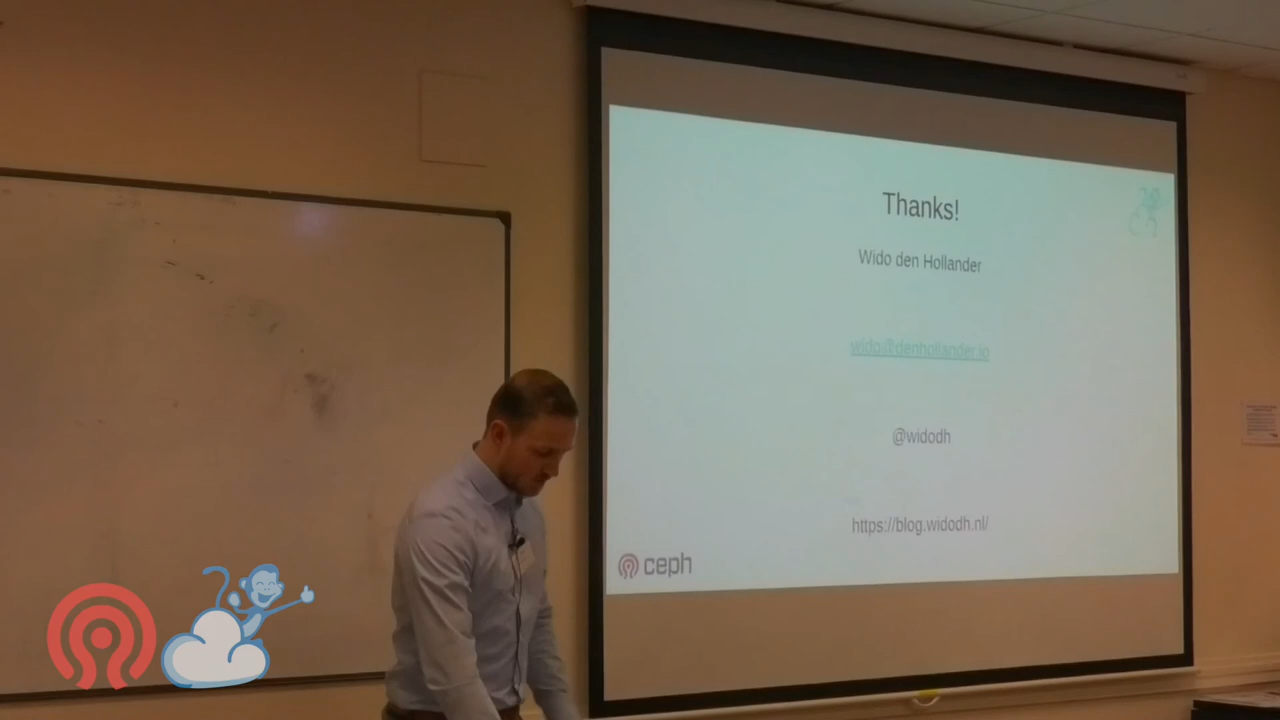 Thanks!
Wido den Hollander
wido@denhollander.io
@widodh
https://blog.widodh.nl/
ceph